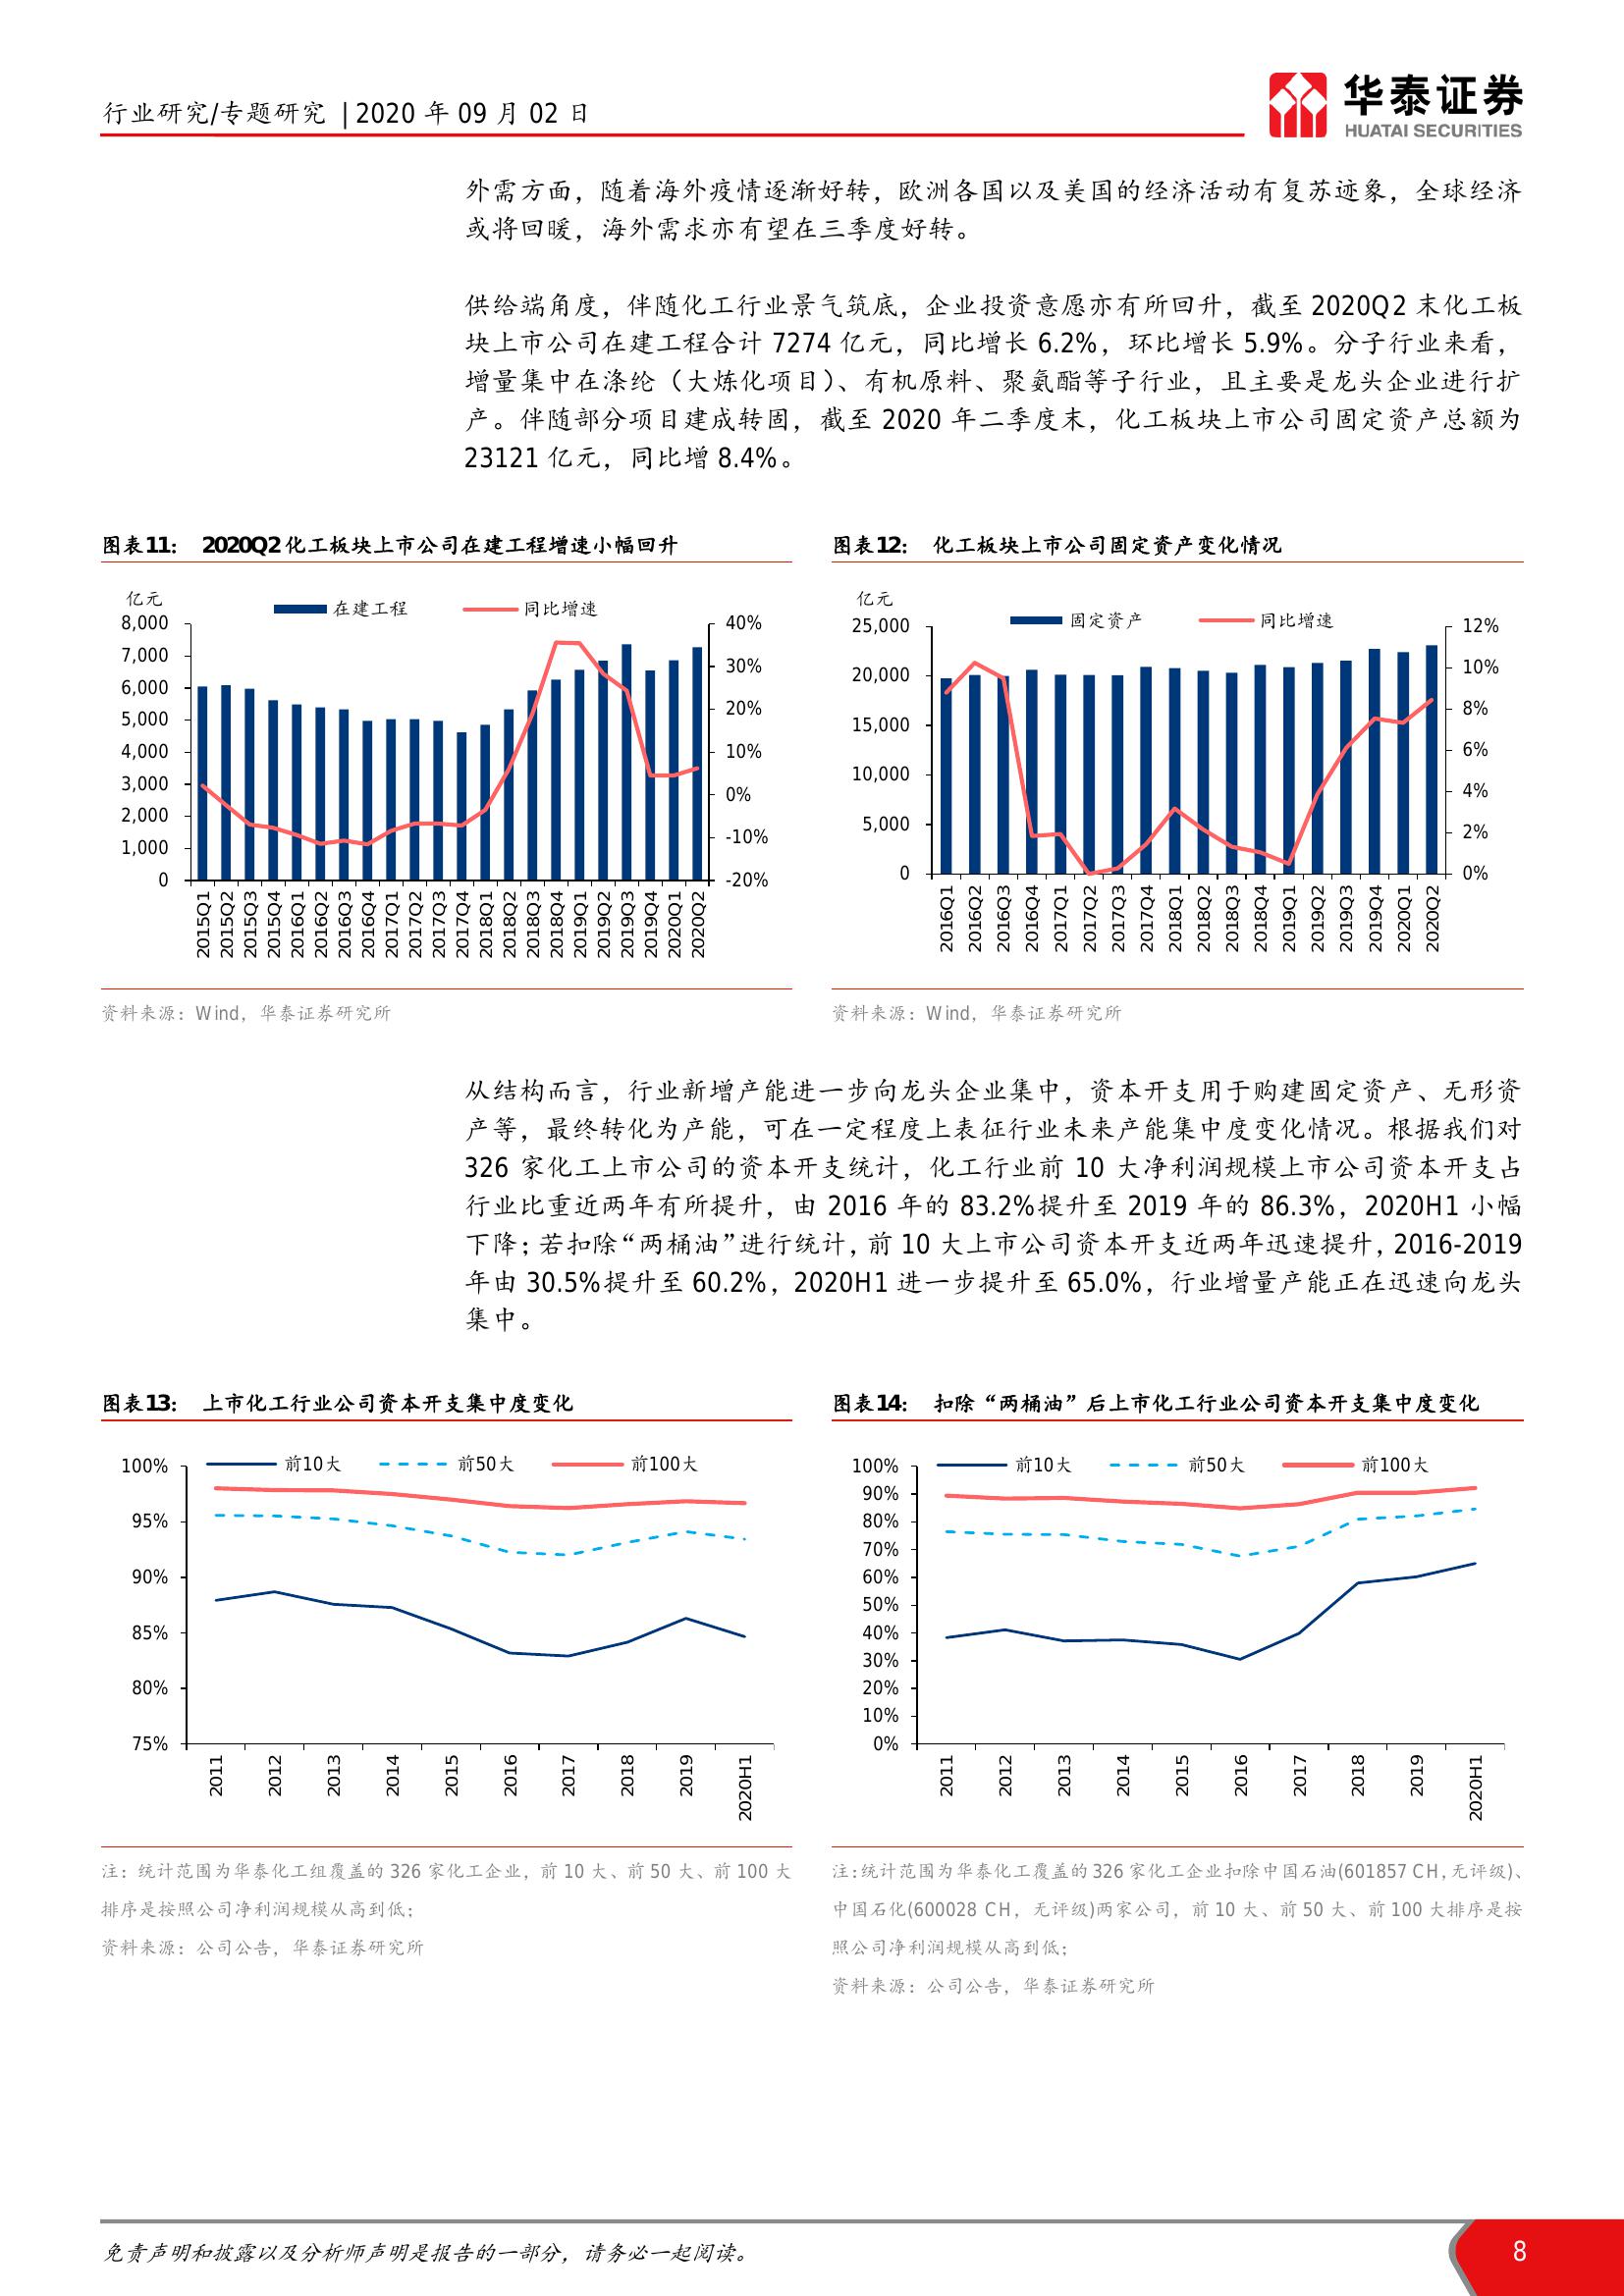 行业研究/专题研究 | 2020 年 09 月 02 日
华泰证券
HUATAI SECURITIES
外需方面，随着海外疫情逐渐好转，欧洲各国以及美国的经济活动有复苏迹象，全球经济
或将回暖，海外需求亦有望在三季度好转。
供给端角度，伴随化工行业景气筑底，企业投资意愿亦有所回升，截至 2020Q2 末化工板
块上市公司在建工程合计 7274 亿元，同比增长 6.2%，环比增长 5.9%。分子行业来看，
增量集中在涤纶（大炼化项目）、有机原料、聚氨酯等子行业，且主要是龙头企业进行扩
产。伴随部分项目建成转固，截至 2020 年二季度末，化工板块上市公司固定资产总额为
23121 亿元，同比增 8.4%。
图表11： 2020Q2 化工板块上市公司在建工程增速小幅回升
亿元
在建工程 同比增速
8,000 40%
7,000 30%
6,000 20%
5,000 10%
4,000 0%
3,000 -10%
2,000 -20%
1,000
0
2015Q1 2015Q2 2015Q3 2015Q4 2016Q1 2016Q2 2016Q3 2016Q4 2017Q1 2017Q2 2017Q3 2017Q4 2018Q1 2018Q2 2018Q3 2018Q4 2019Q1 2019Q2 2019Q3 2019Q4 2020Q1 2020Q2
资料来源：Wind，华泰证券研究所
图表12： 化工板块上市公司固定资产变化情况
亿元
固定资产 同比增速
25,000 12%
20,000 10%
15,000 8%
10,000 6%
5,000 4%
0 2%
0%
2016Q1 2016Q2 2016Q3 2016Q4 2017Q1 2017Q2 2017Q3 2017Q4 2018Q1 2018Q2 2018Q3 2018Q4 2019Q1 2019Q2 2019Q3 2019Q4 2020Q1 2020Q2
资料来源：Wind，华泰证券研究所
从结构而言，行业新增产能进一步向龙头企业集中，资本开支用于购建固定资产、无形资
产等，最终转化为产能，可在一定程度上表征行业未来产能集中度变化情况。根据我们对
326 家化工上市公司的资本开支统计，化工行业前 10 大净利润规模上市公司资本开支占
行业比重近两年有所提升，由 2016 年的 83.2%提升至 2019 年的 86.3%，2020H1 小幅
下降；若扣除“两桶油”进行统计，前 10 大上市公司资本开支近两年迅速提升，2016-2019
年由 30.5%提升至 60.2%，2020H1 进一步提升至 65.0%，行业增量产能正在迅速向龙头
集中。
图表13： 上市化工行业公司资本开支集中度变化
前10大 前50大 前100大
100%
95%
90%
85%
80%
75%
2011 2012 2013 2014 2015 2016 2017 2018 2019 2020H1
注：统计范围为华泰化工组覆盖的 326 家化工企业，前 10 大、前 50 大、前 100 大
排序是按照公司净利润规模从高到低；
资料来源：公司公告，华泰证券研究所
图表14： 扣除“两桶油”后上市化工行业公司资本开支集中度变化
前10大 前50大 前100大
100%
90%
80%
70%
60%
50%
40%
30%
20%
10%
0%
2011 2012 2013 2014 2015 2016 2017 2018 2019 2020H1
注：统计范围为华泰化工覆盖的 326 家化工企业扣除中国石油(601857 CH，无评级)、
中国石化(600028 CH，无评级)两家公司，前 10 大、前 50 大、前 100 大排序是按
照公司净利润规模从高到低；
资料来源：公司公告，华泰证券研究所
免责声明和披露以及分析师声明是报告的一部分，请务必一起阅读。
8